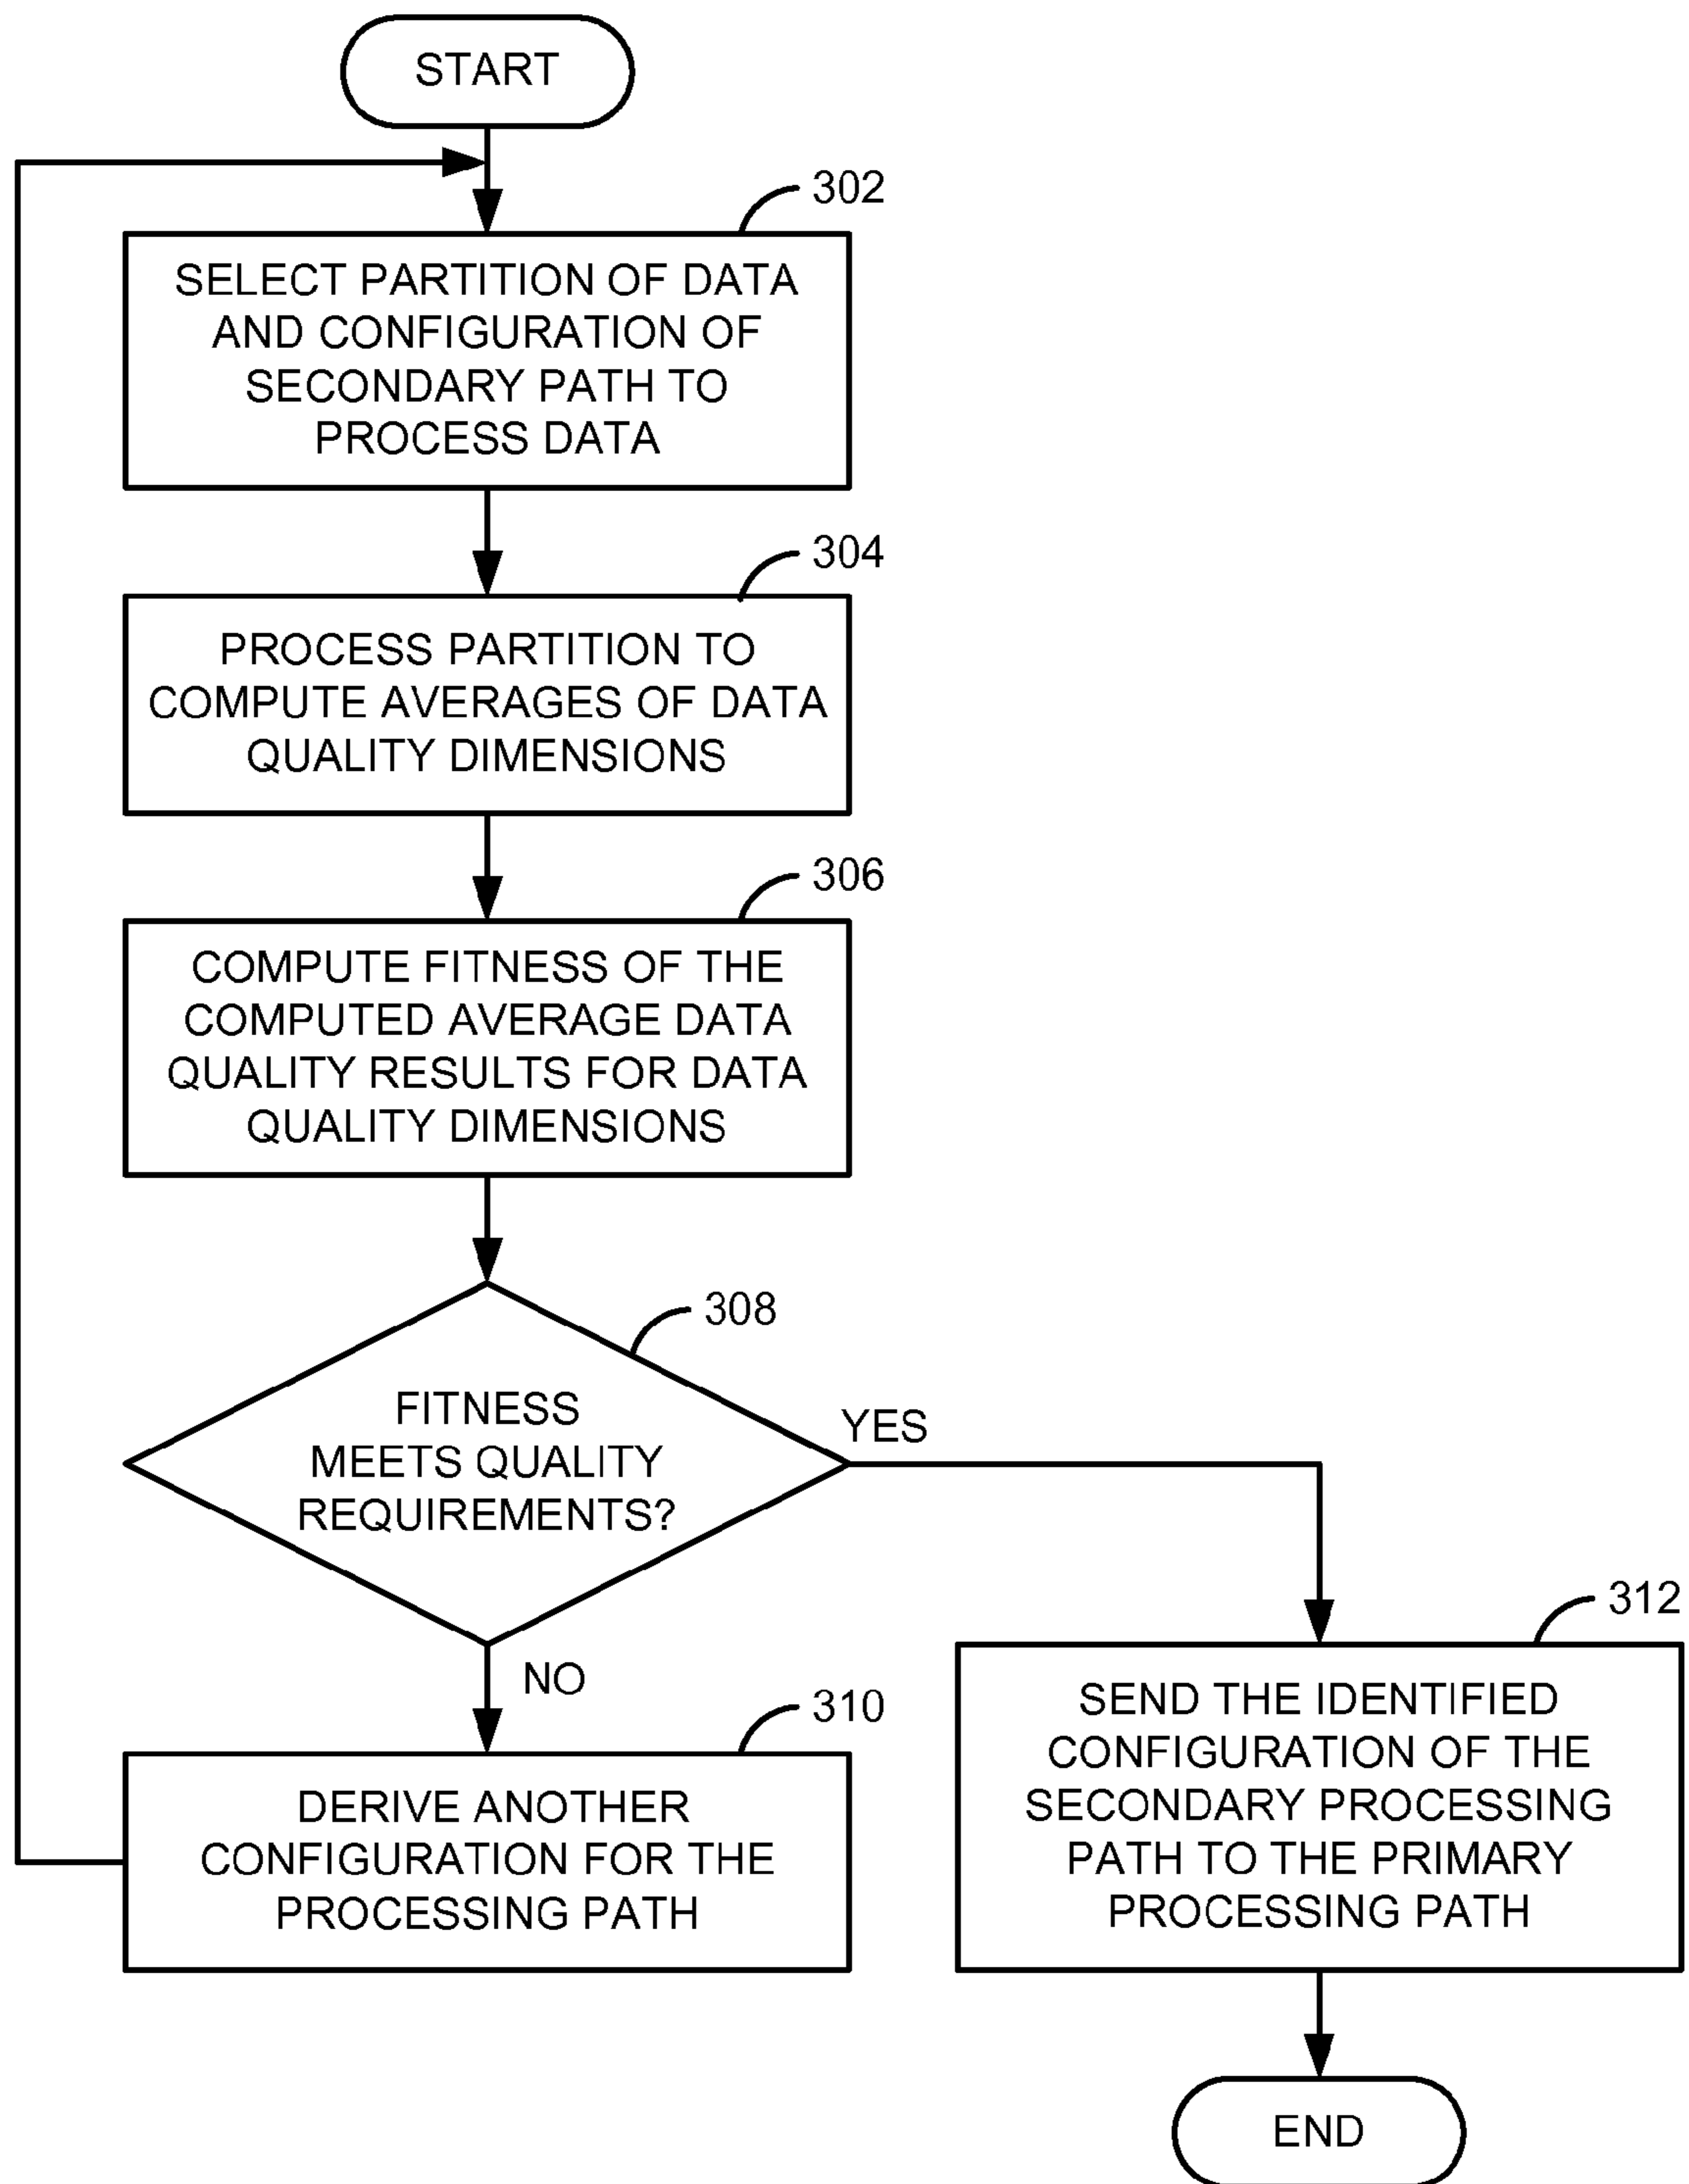 START
302
SELECT PARTITION OF DATA
AND CONFIGURATION OF
SECONDARY PATH TO
PROCESS DATA
304
PROCESS PARTITION TO
COMPUTE AVERAGES OF DATA
QUALITY DIMENSIONS
306
COMPUTE FITNESS OF THE
COMPUTED AVERAGE DATA
QUALITY RESULTS FOR DATA
QUALITY DIMENSIONS
308
FITNESS
MEETS QUALITY
REQUIREMENTS?
YES
NO
310
DERIVE ANOTHER
CONFIGURATION FOR THE
PROCESSING PATH
312
SEND THE IDENTIFIED
CONFIGURATION OF THE
SECONDARY PROCESSING
PATH TO THE PRIMARY
PROCESSING PATH
END